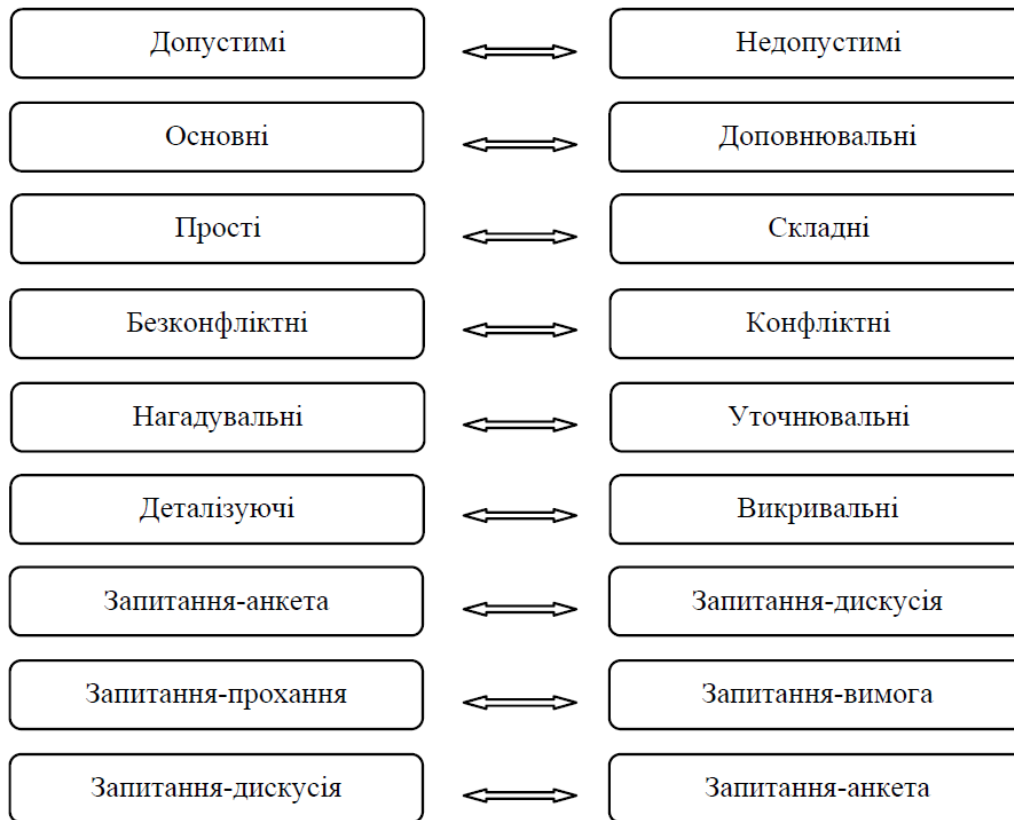 Допустимі
Недопустимі
Основні
Доповнювальні
Прості
Складні
Безконфліктні
Конфліктні
Нагадувальні
Уточнювальні
Деталізуючі
Викривальні
Запитання-анкета
Запитання-дискусія
Запитання-прохання
Запитання-вимога
Запитання-дискусія
Запитання-анкета